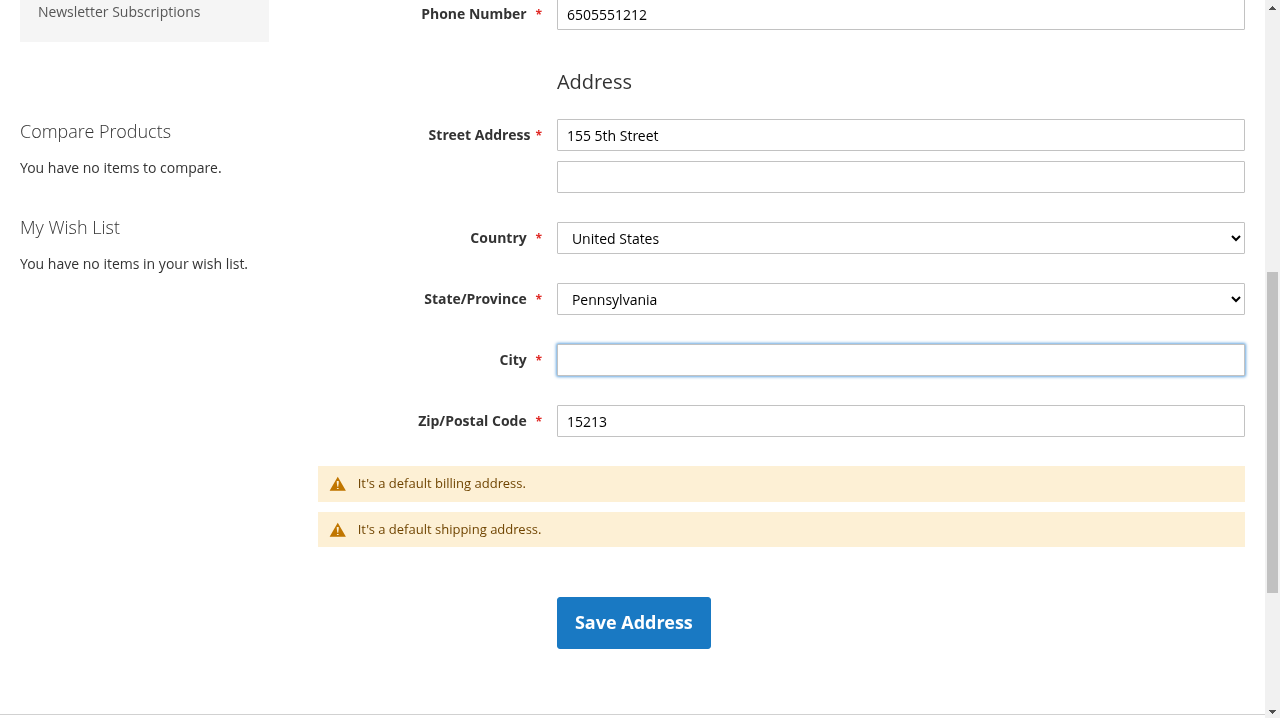 Newsletter Subscriptions
Phone Number *
6505551212
Address
Compare Products
You have no items to compare.
My Wish List
You have no items in your wish list.
Street Address *
155 5th Street
Country *
United States
State/Province *
Pennsylvania
City *
Zip/Postal Code *
15213
It's a default billing address.
It's a default shipping address.
Save Address